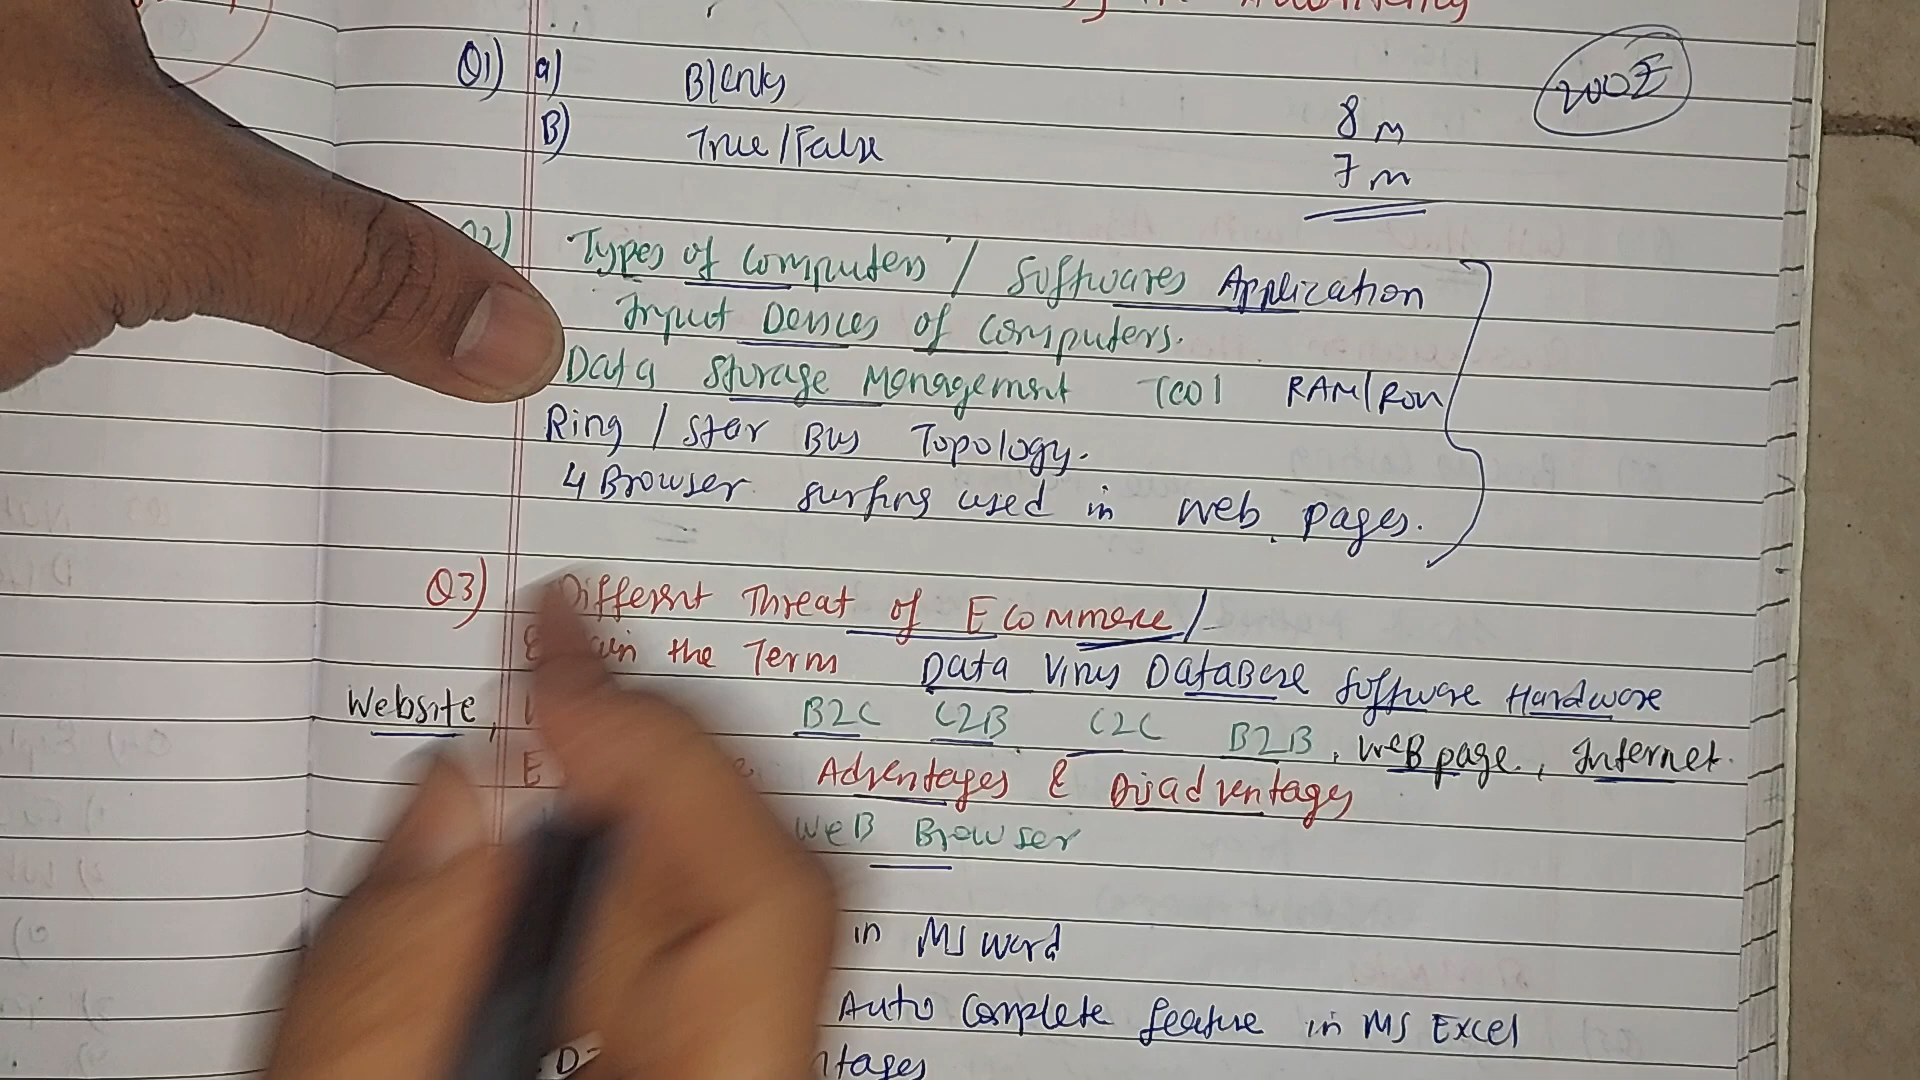 Q1) a) Blanks 8 m
B) True/False 7 m
Q2) Types of Computers / Softwares Application
Input Devices of Computers.
Data Storage Management Tool RAM/Rom
Ring / Star Bus Topology.
4 Browser surfing used in web pages.
Q3) Different Threat of E Commerce/
the Term Data Virus DataBase Software Hardware
Website, B2C C2B C2C B2B, WeBpage, Internet.
E Advantages & Disadvantages
WeB Browser
in MS Word
Auto Complete feature in MS Excel